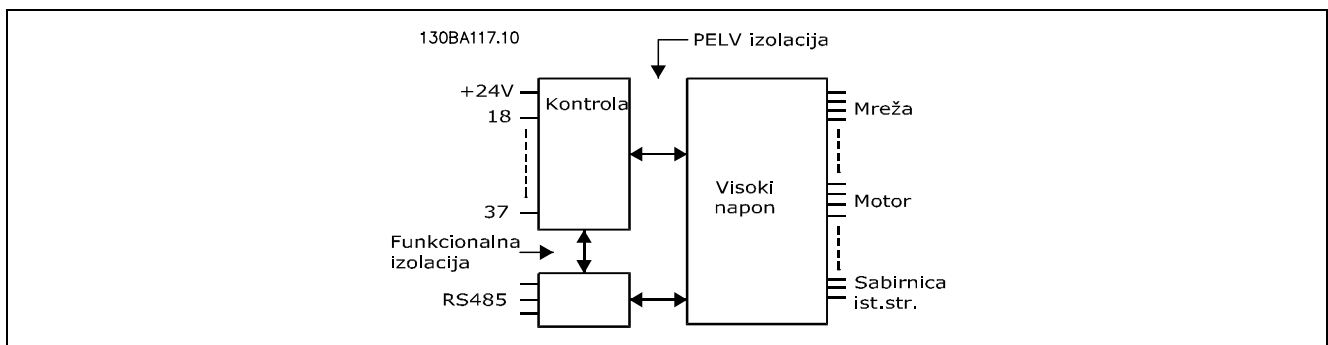 130BA117.10
PELV izolacija
+24V
Kontrola
18
37
Mreža
Visoki
napon
Motor
Funkcionalna
izolacija
RS485
Sabirnica
ist.str.